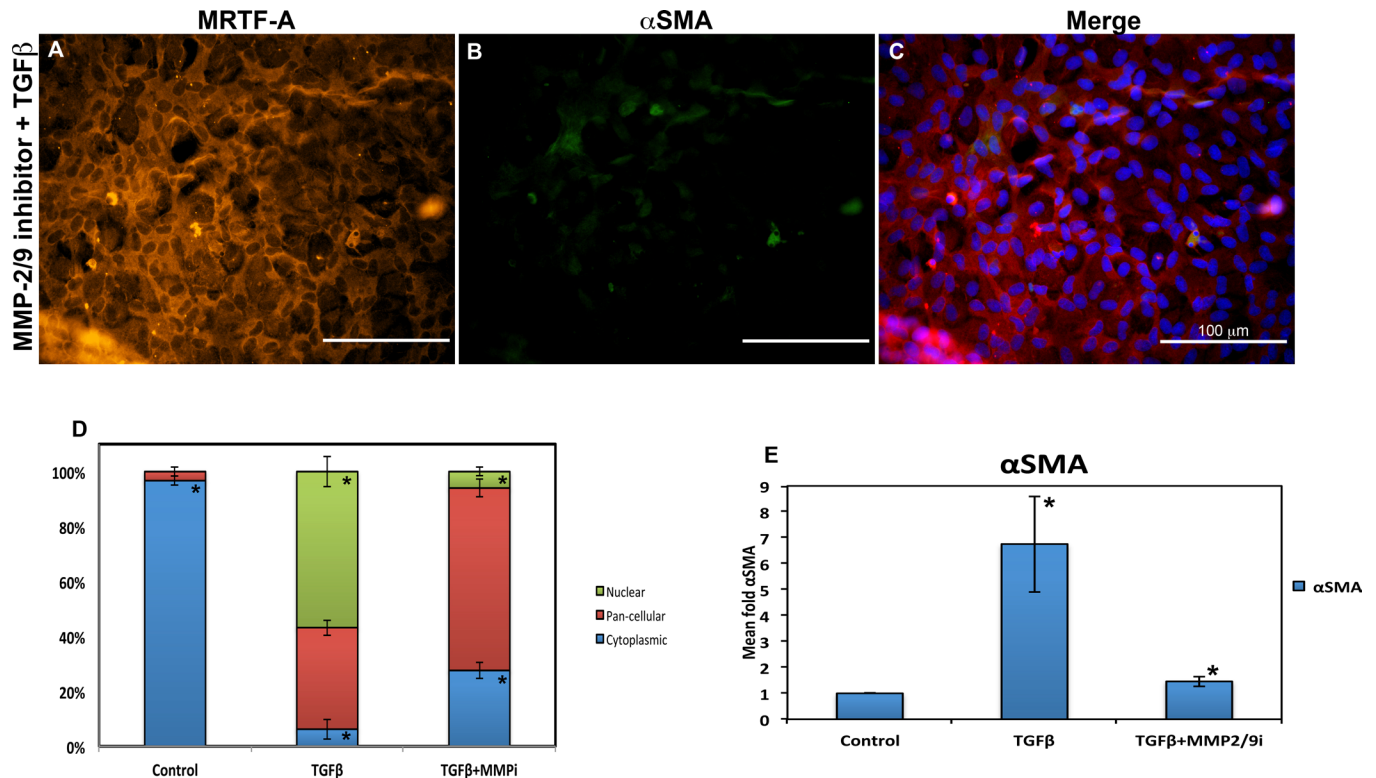 MRTF-A
αSMA
Merge
MMP-2/9 inhibitor + TGFβ
A
B
C
100 μm
D
100%
80%
60%
40%
20%
0%
*
*
*
*
*
Control
TGFβ
TGFβ+MMPi
Nuclear
Pan-cellular
Cytoplasmic
E
αSMA
Mean fold αSMA
9
8
7
6
5
4
3
2
1
0
*
*
Control
TGFβ
TGFβ+MMP2/9i
αSMA